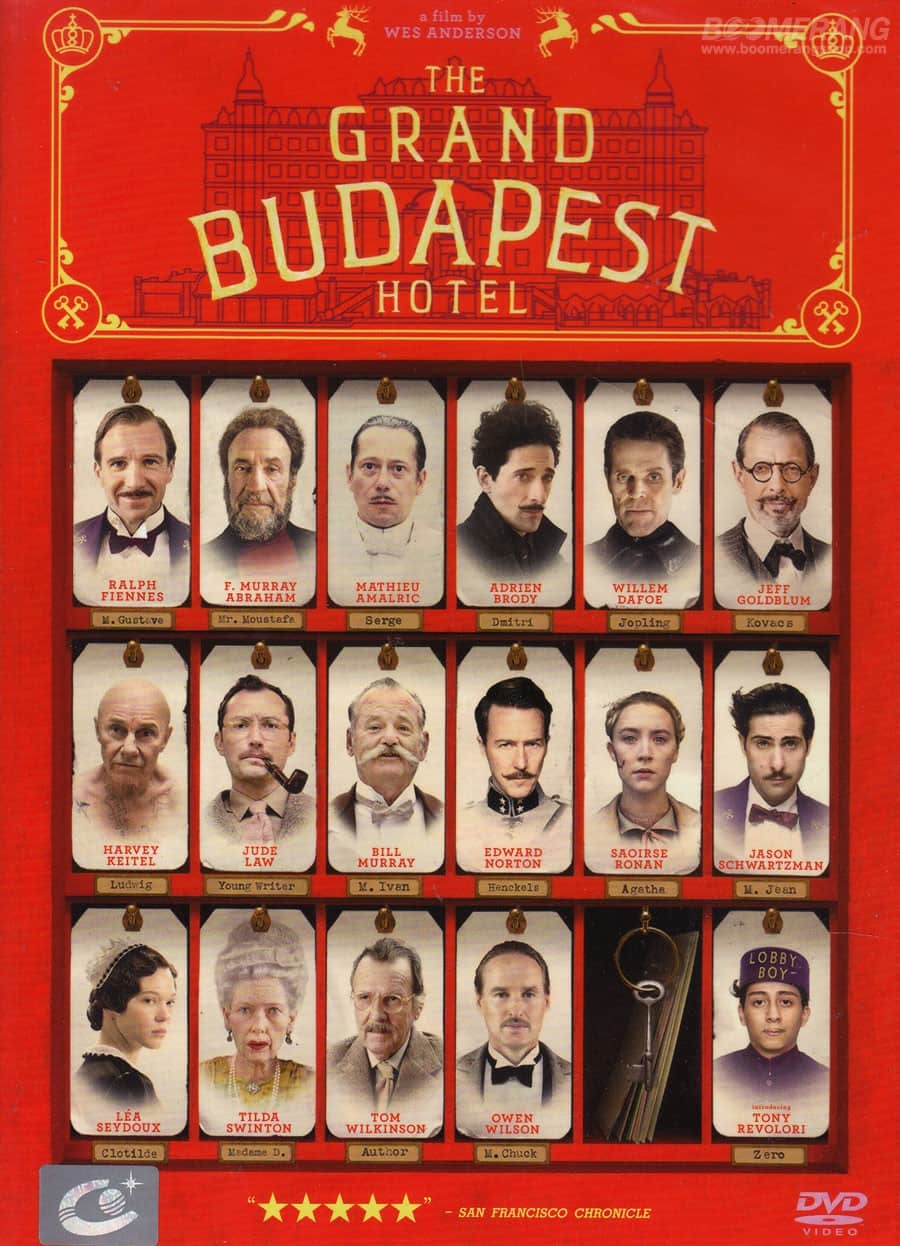 a film by
WES ANDERSON
BOOMERANG
www.boomerangshop.com
THE
GRAND
BUDAPEST
HOTEL
RALPH
FIENNES
F. MURRAY
ABRAHAM
MATHIEU
AMALRIC
ADRIEN
BRODY
WILLEM
DAFOE
JEFF
GOLDBLUM
M. Gustave
Mr. Moustafa
Serge
Dmitri
Jopling
Kovacs
HARVEY
KEITEL
JUDE
LAW
BILL
MURRAY
EDWARD
NORTON
SAOIRSE
RONAN
JASON
SCHWARTZMAN
Ludwig
Young Writer
M. Ivan
Henckels
Agatha
M. Jean
LOBBY
BOY-
LÉA
SEYDOUX
TILDA
SWINTON
TOM
WILKINSON
OWEN
WILSON
introducing
TONY
REVOLORI
Clotilde
Madame D.
Author
M. Chuck
Zero
“★★★★★” – SAN FRANCISCO CHRONICLE
DVD
VIDEO